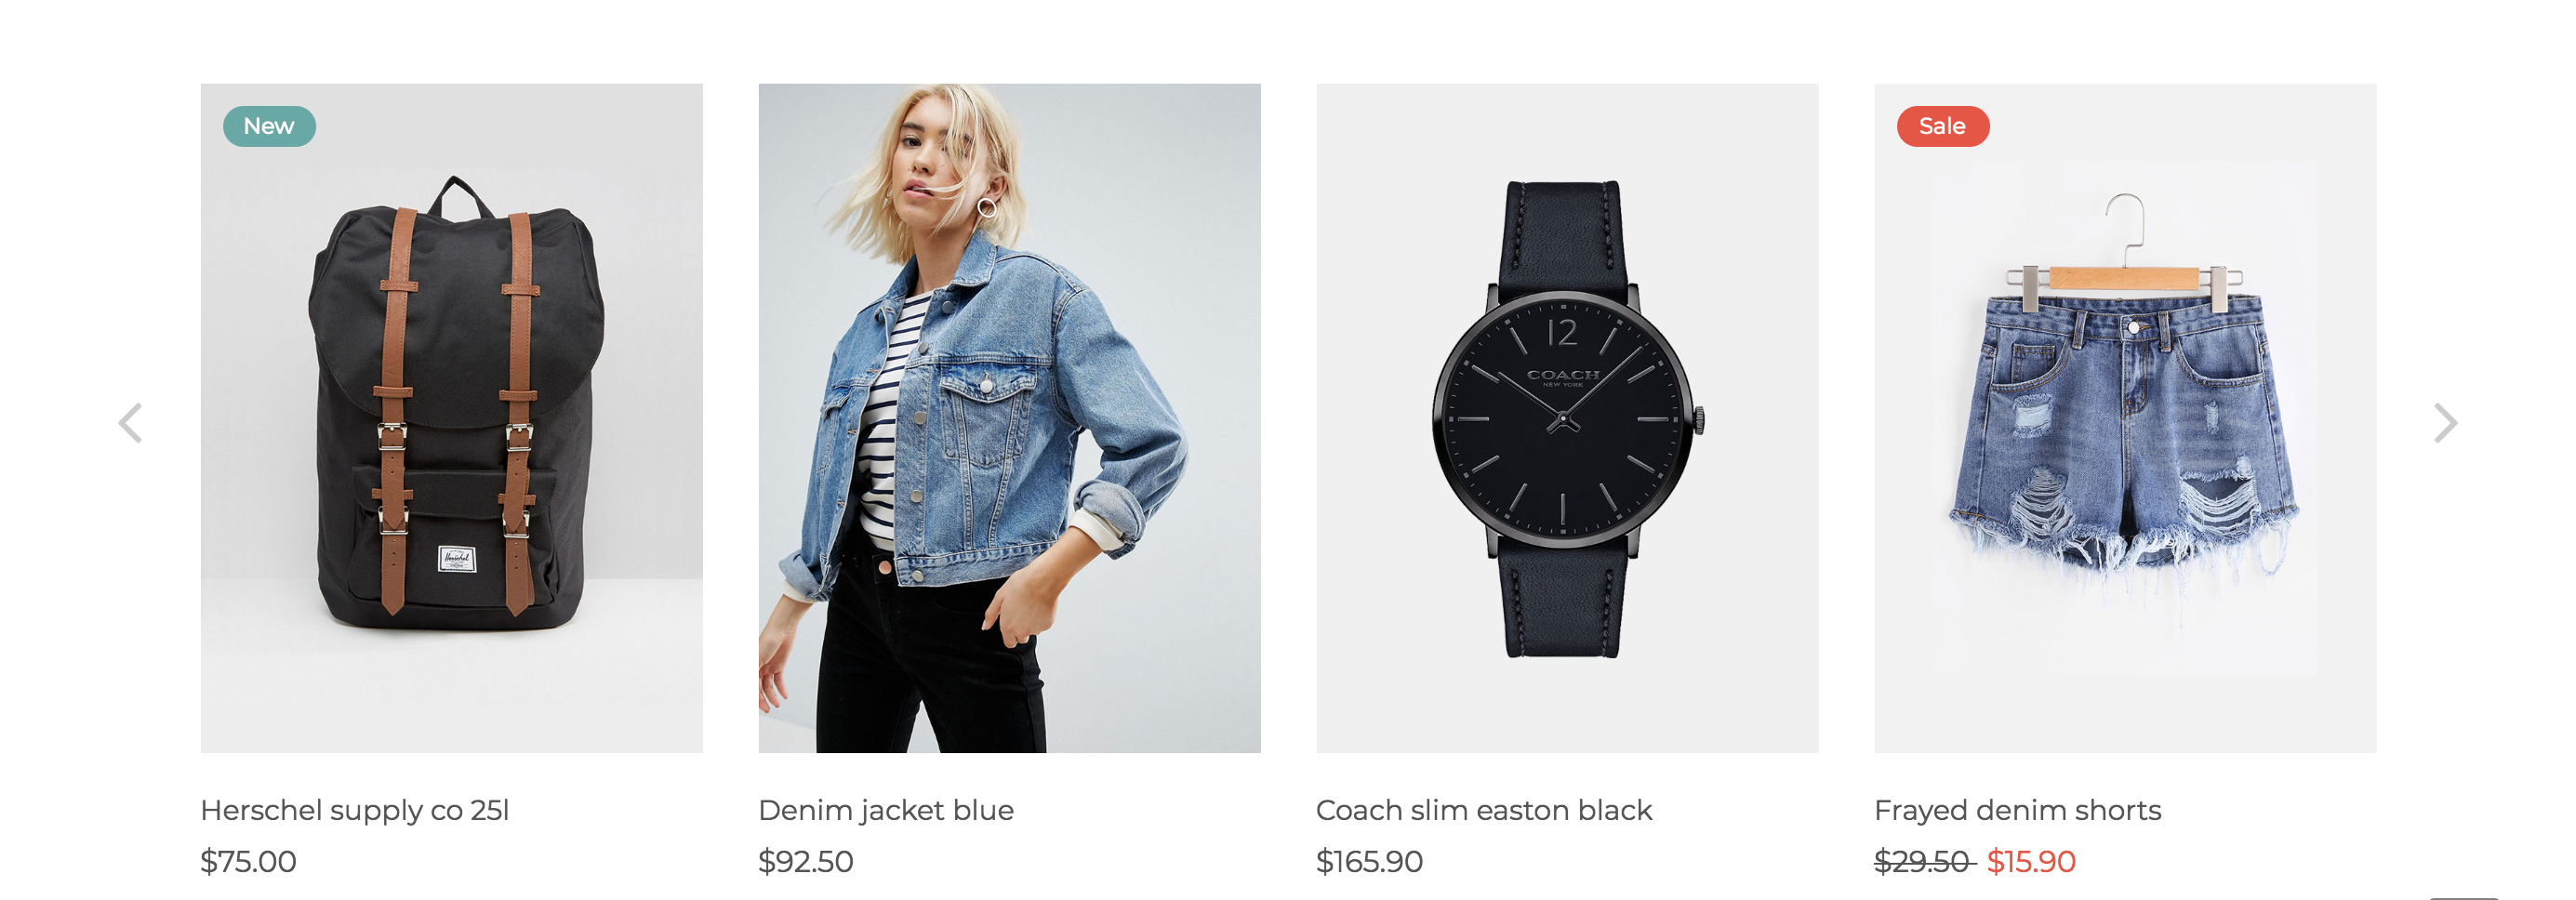 New
Sale
Herschel
12
COACH
NEW YORK
Herschel supply co 25l
Denim jacket blue
Coach slim easton black
Frayed denim shorts
$75.00
$92.50
$165.90
$29.50 $15.90